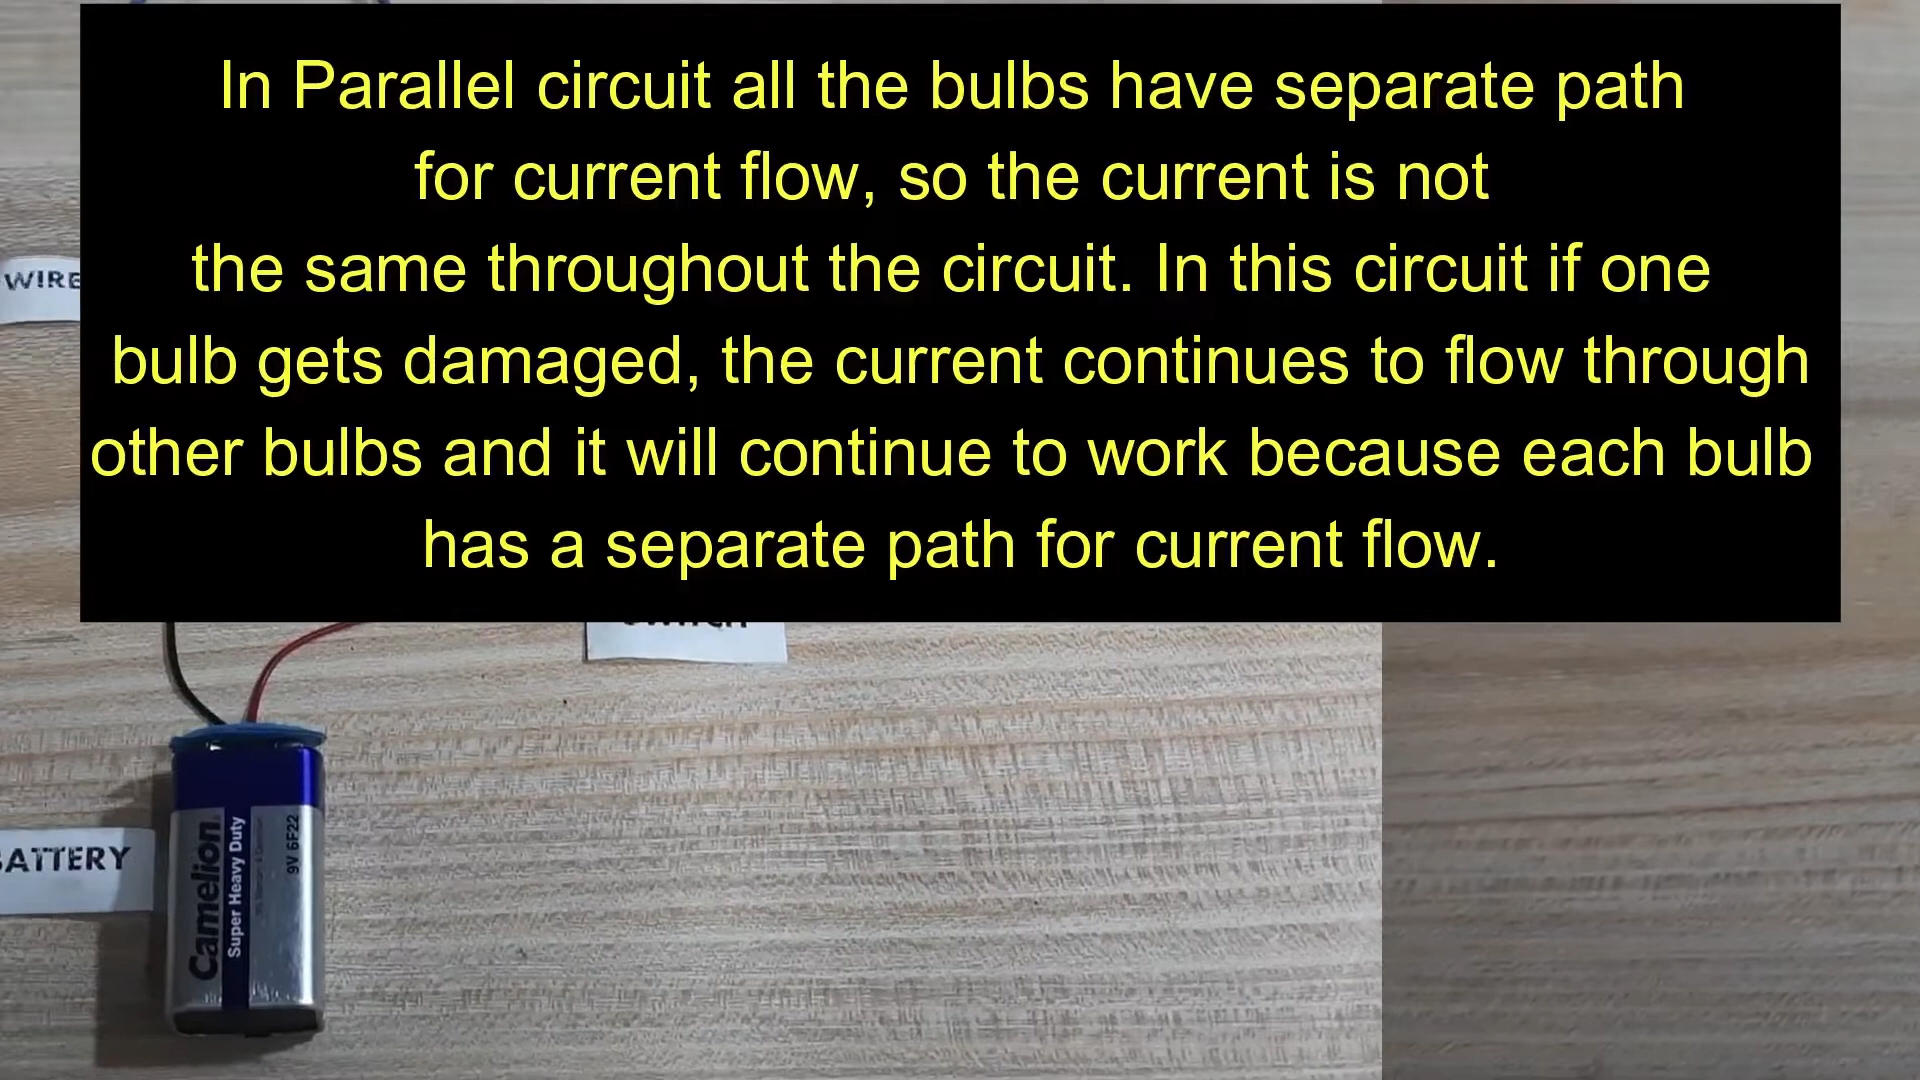 In Parallel circuit all the bulbs have separate path
for current flow, so the current is not
the same throughout the circuit. In this circuit if one
bulb gets damaged, the current continues to flow through
other bulbs and it will continue to work because each bulb
has a separate path for current flow.
WIRE
BATTERY
Camelion
Super Heavy Duty
9V 6F22